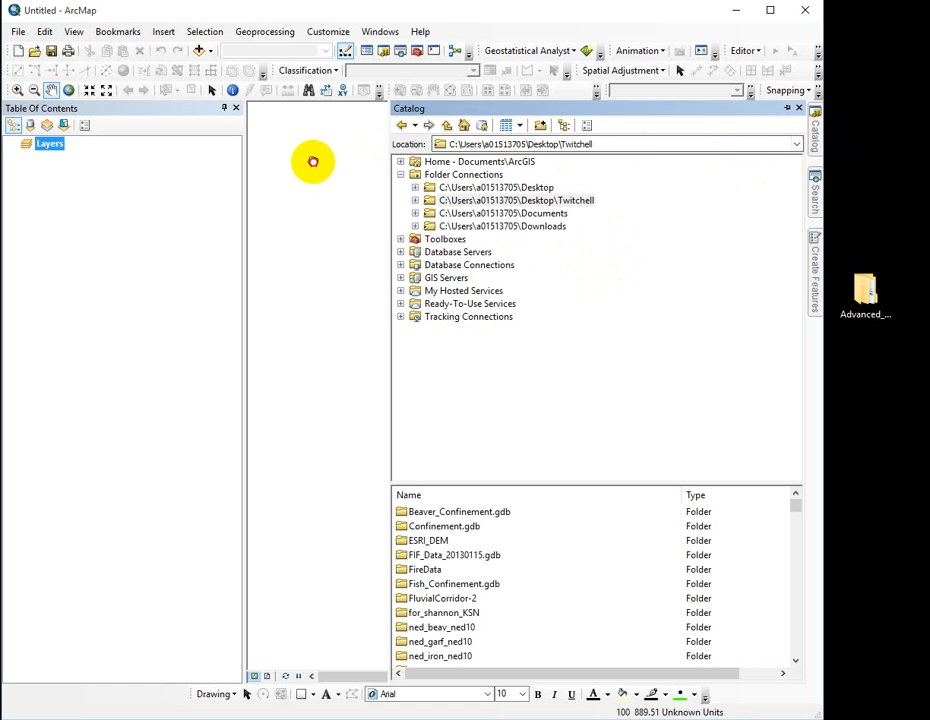 Untitled - ArcMap
File Edit View Bookmarks Insert Selection Geoprocessing Customize Windows Help
Geostatistical Analyst Animation Editor
Classification Spatial Adjustment
Snapping
Table Of Contents
Catalog
Layers
Location: C:\Users\a01513705\Desktop\Twitchell
Home - Documents\ArcGIS
Folder Connections
C:\Users\a01513705\Desktop
C:\Users\a01513705\Desktop\Twitchell
C:\Users\a01513705\Documents
C:\Users\a01513705\Downloads
Toolboxes
Database Servers
Database Connections
GIS Servers
My Hosted Services
Ready-To-Use Services
Tracking Connections
Catalog
Search
Create Features
Advanced_...
Name Type
Beaver_Confinement.gdb Folder
Confinement.gdb Folder
ESRI_DEM Folder
FIF_Data_20130115.gdb Folder
FireData Folder
Fish_Confinement.gdb Folder
FluvialCorridor-2 Folder
for_shannon_KSN Folder
ned_beav_ned10 Folder
ned_garf_ned10 Folder
ned_iron_ned10 Folder
Drawing A Arial 10 B I U A
100 889.51 Unknown Units